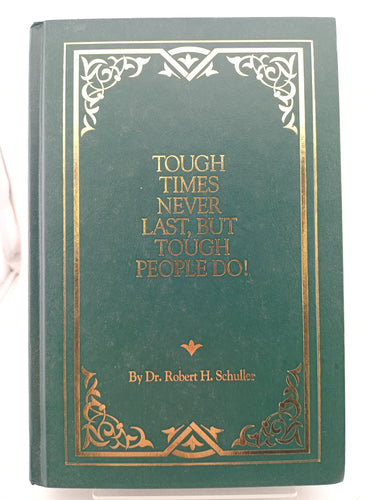 TOUGH
TIMES
NEVER
LAST, BUT
TOUGH
PEOPLE DO!
By Dr. Robert H. Schuller